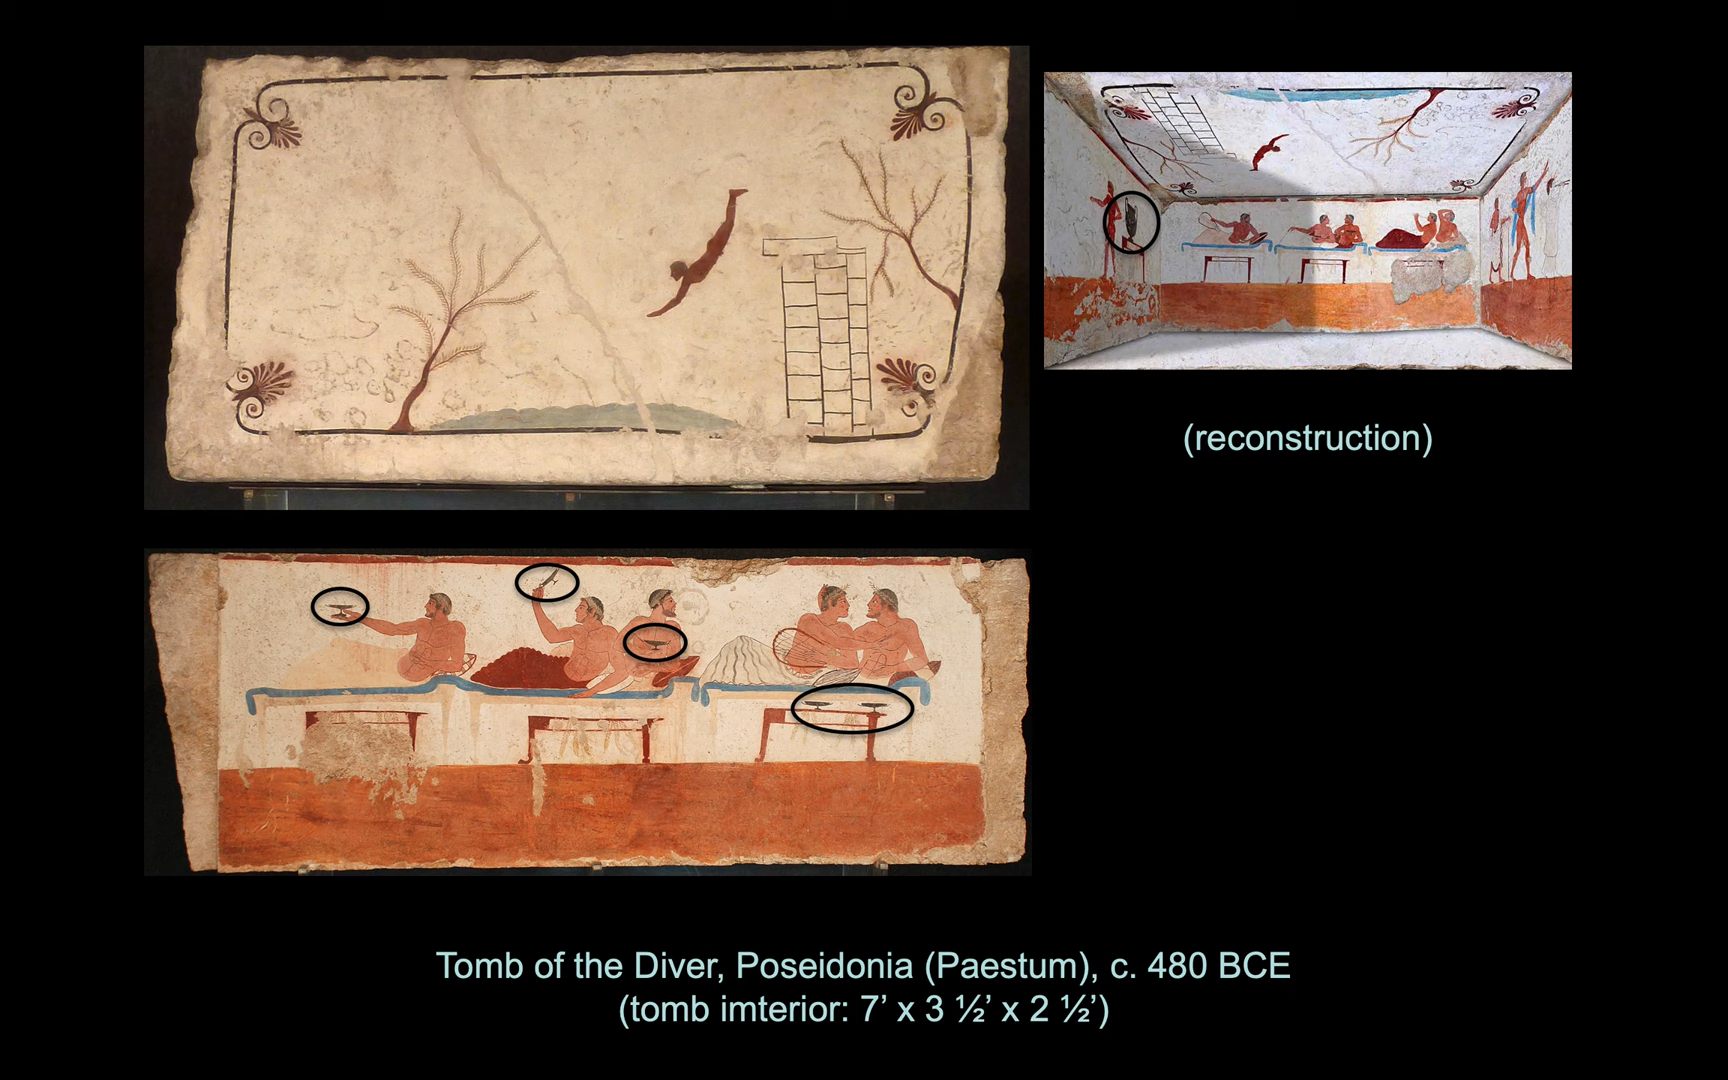 (reconstruction)
Tomb of the Diver, Poseidonia (Paestum), c. 480 BCE
(tomb imterior: 7’ x 3 ½’ x 2 ½’)